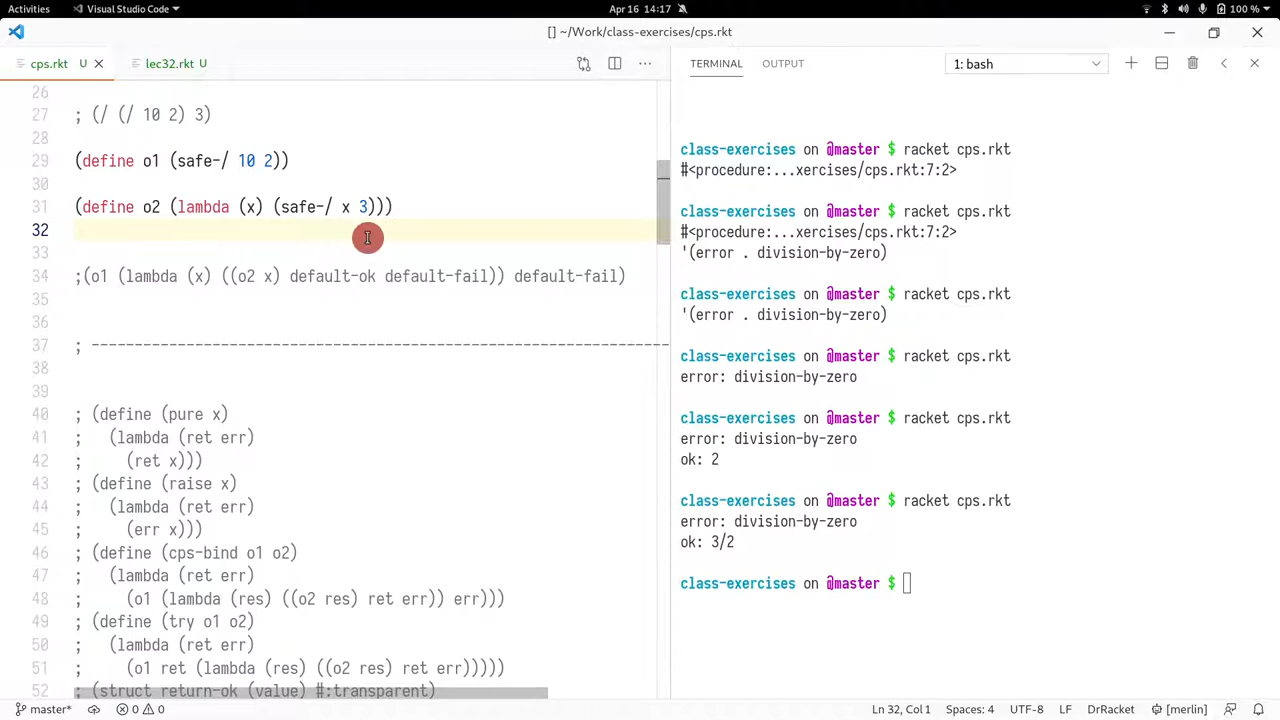 Activities Visual Studio Code Apr 16 14:17 100 %
[] ~/Work/class-exercises/cps.rkt
cps.rkt U lec32.rkt U
TERMINAL OUTPUT 1: bash
26
27 ; (/ (/ 10 2) 3)
28
29 (define o1 (safe-/ 10 2))
30
31 (define o2 (lambda (x) (safe-/ x 3)))
32
33
34 ;(o1 (lambda (x) ((o2 x) default-ok default-fail)) default-fail)
35
36
37 ; -------------------------------------------------------------------
38
39
40 ; (define (pure x)
41 ;   (lambda (ret err)
42 ;     (ret x)))
43 ; (define (raise x)
44 ;   (lambda (ret err)
45 ;     (err x)))
46 ; (define (cps-bind o1 o2)
47 ;   (lambda (ret err)
48 ;     (o1 (lambda (res) ((o2 res) ret err)) err)))
49 ; (define (try o1 o2)
50 ;   (lambda (ret err)
51 ;     (o1 ret (lambda (res) ((o2 res) ret err)))))
52 ; (struct return-ok (value) #:transparent)
class-exercises on @master $ racket cps.rkt
#<procedure:...xercises/cps.rkt:7:2>
class-exercises on @master $ racket cps.rkt
#<procedure:...xercises/cps.rkt:7:2>
'(error . division-by-zero)
class-exercises on @master $ racket cps.rkt
'(error . division-by-zero)
class-exercises on @master $ racket cps.rkt
error: division-by-zero
class-exercises on @master $ racket cps.rkt
error: division-by-zero
ok: 2
class-exercises on @master $ racket cps.rkt
error: division-by-zero
ok: 3/2
class-exercises on @master $
master* 0 0 Ln 32, Col 1 Spaces: 4 UTF-8 LF DrRacket [merlin]